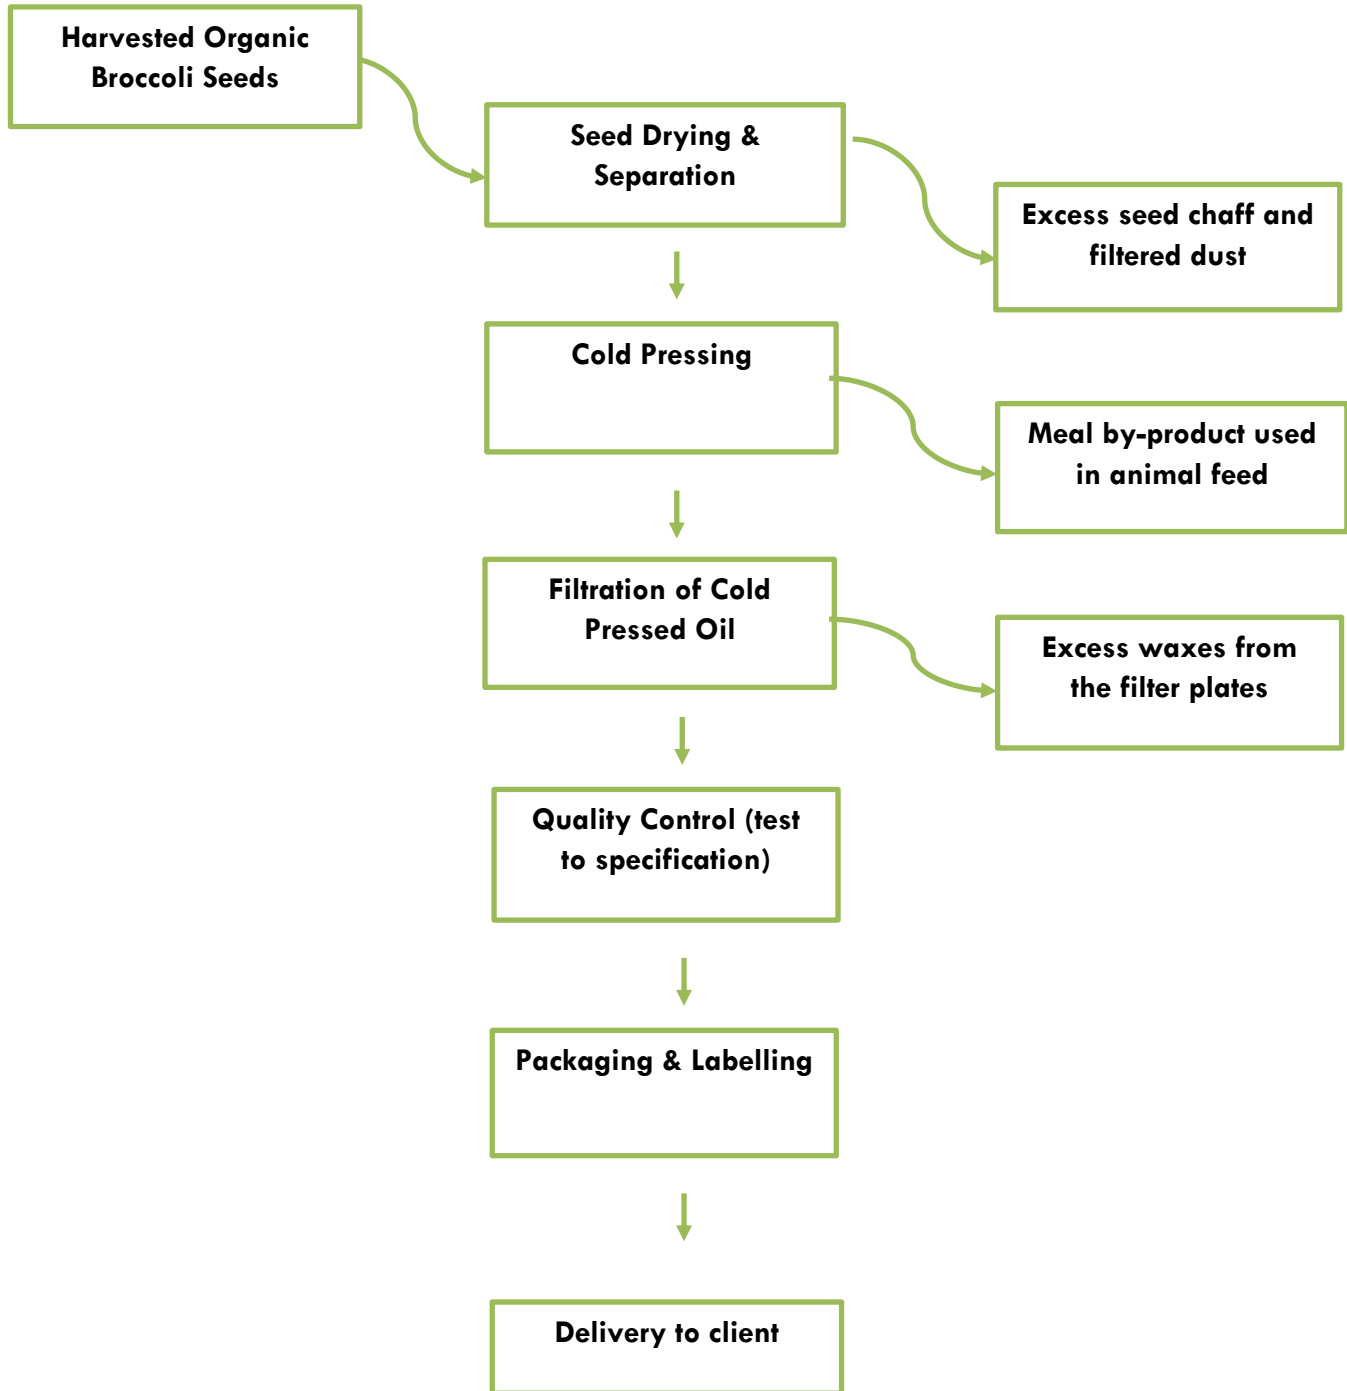 Harvested Organic
Broccoli Seeds
Seed Drying &
Separation
Excess seed chaff and
filtered dust
Cold Pressing
Meal by-product used
in animal feed
Filtration of Cold
Pressed Oil
Excess waxes from
the filter plates
Quality Control (test
to specification)
Packaging & Labelling
Delivery to client